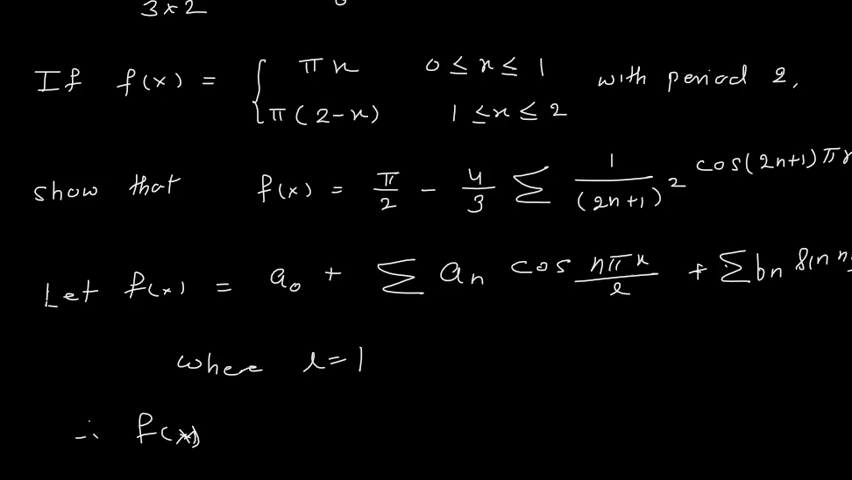 3×2
If f(x) = { πx 0 ≤ x ≤ 1 with period 2,
π(2-x) 1 ≤ x ≤ 2
show that f(x) = π/2 - 4/3 ∑ 1/(2n+1)² cos(2n+1)πx
Let f(x) = a₀ + ∑ aₙ cos nπx/l + ∑ bₙ sin n
where l=1
∴ f(x)